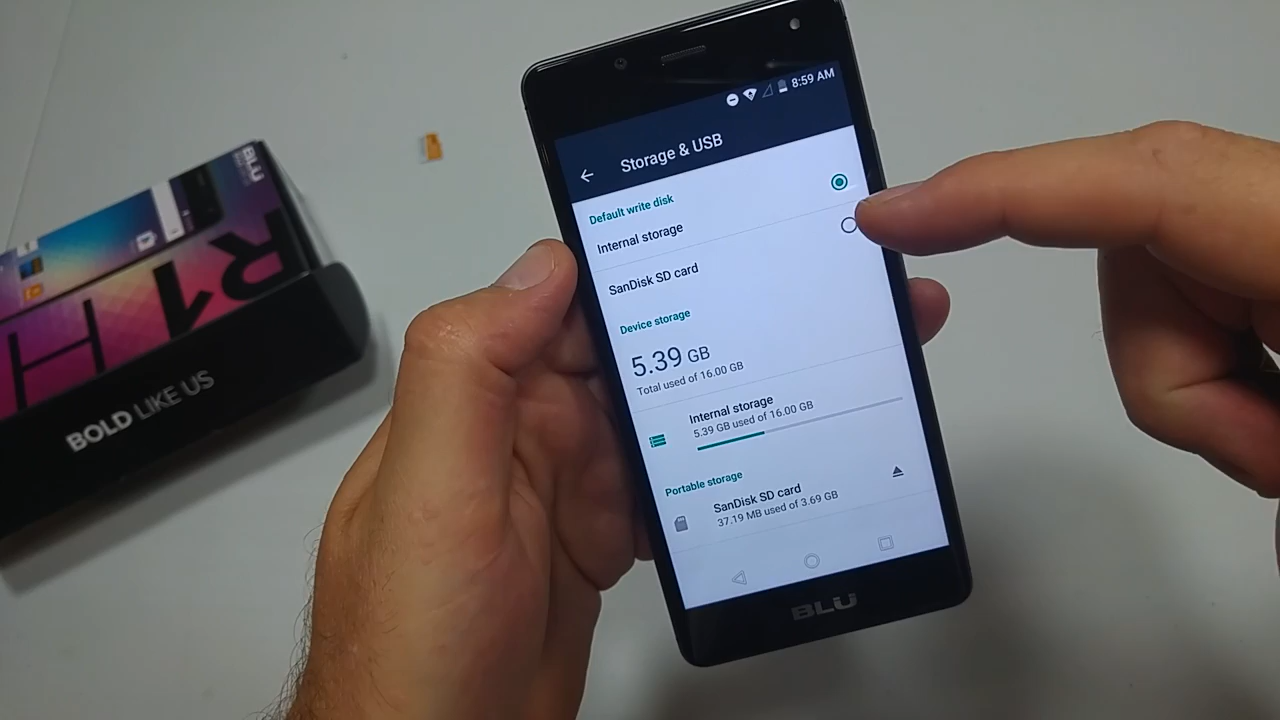 8:59 AM
Storage & USB
Default write disk
Internal storage
SanDisk SD card
Device storage
5.39 GB
Total used of 16.00 GB
Internal storage
5.39 GB used of 16.00 GB
Portable storage
SanDisk SD card
37.19 MB used of 3.69 GB
BLU
BLU
R1 H
BOLD LIKE US